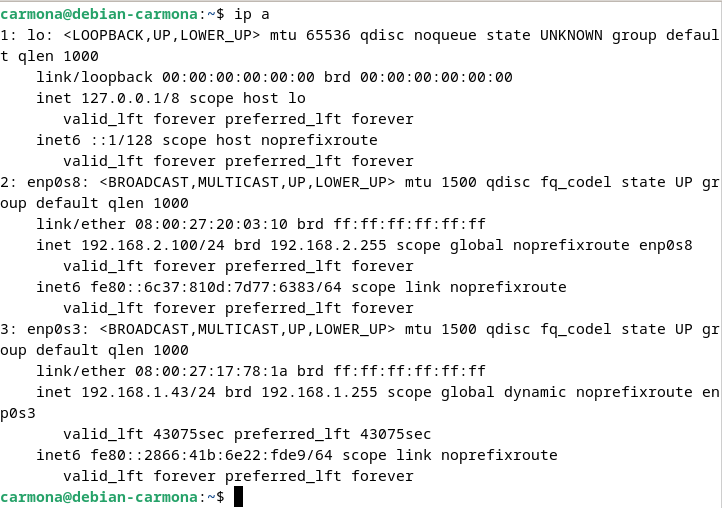 carmona@debian-carmona:~$ ip a
1: lo: <LOOPBACK,UP,LOWER_UP> mtu 65536 qdisc noqueue state UNKNOWN group defaul
t qlen 1000
    link/loopback 00:00:00:00:00:00 brd 00:00:00:00:00:00
    inet 127.0.0.1/8 scope host lo
       valid_lft forever preferred_lft forever
    inet6 ::1/128 scope host noprefixroute
       valid_lft forever preferred_lft forever
2: enp0s8: <BROADCAST,MULTICAST,UP,LOWER_UP> mtu 1500 qdisc fq_codel state UP gr
oup default qlen 1000
    link/ether 08:00:27:20:03:10 brd ff:ff:ff:ff:ff:ff
    inet 192.168.2.100/24 brd 192.168.2.255 scope global noprefixroute enp0s8
       valid_lft forever preferred_lft forever
    inet6 fe80::6c37:810d:7d77:6383/64 scope link noprefixroute
       valid_lft forever preferred_lft forever
3: enp0s3: <BROADCAST,MULTICAST,UP,LOWER_UP> mtu 1500 qdisc fq_codel state UP gr
oup default qlen 1000
    link/ether 08:00:27:17:78:1a brd ff:ff:ff:ff:ff:ff
    inet 192.168.1.43/24 brd 192.168.1.255 scope global dynamic noprefixroute en
p0s3
       valid_lft 43075sec preferred_lft 43075sec
    inet6 fe80::2866:41b:6e22:fde9/64 scope link noprefixroute
       valid_lft forever preferred_lft forever
carmona@debian-carmona:~$